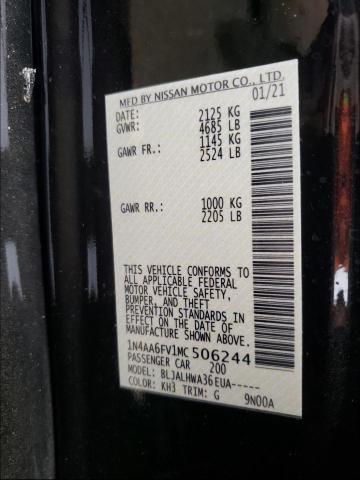 MFD BY NISSAN MOTOR CO., LTD.
DATE: 01/21
GVWR: 2125 KG
4685 LB
GAWR FR.: 1145 KG
2524 LB
GAWR RR.: 1000 KG
2205 LB
THIS VEHICLE CONFORMS TO
ALL APPLICABLE FEDERAL
MOTOR VEHICLE SAFETY,
BUMPER, AND THEFT
PREVENTION STANDARDS IN
EFFECT ON THE DATE OF
MANUFACTURE SHOWN ABOVE.
1N4AA6FV1MC 506244
PASSENGER CAR 200
MODEL: BLJALHWA36EUA-----
COLOR: KH3 TRIM: G 9N00A